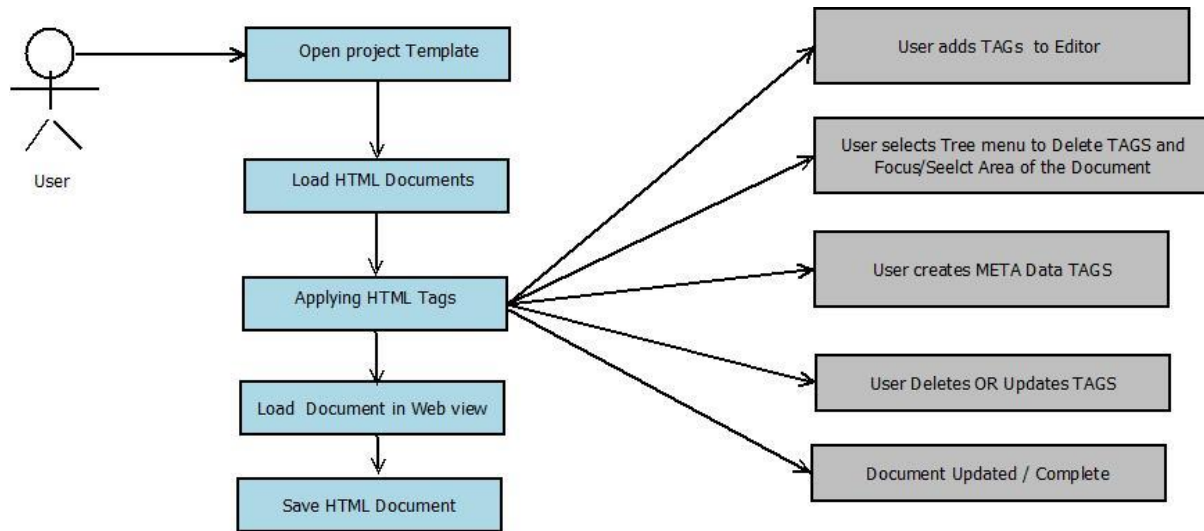 User
Open project Template
Load HTML Documents
Applying HTML Tags
Load Document in Web view
Save HTML Document
User adds TAGs to Editor
User selects Tree menu to Delete TAGS and
Focus/Seelct Area of the Document
User creates META Data TAGS
User Deletes OR Updates TAGS
Document Updated / Complete